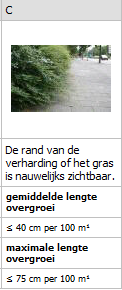 C
De rand van de
verharding of het gras
is nauwelijks zichtbaar.
gemiddelde lengte
overgroei
≤ 40 cm per 100 m¹
maximale lengte
overgroei
≤ 75 cm per 100 m¹